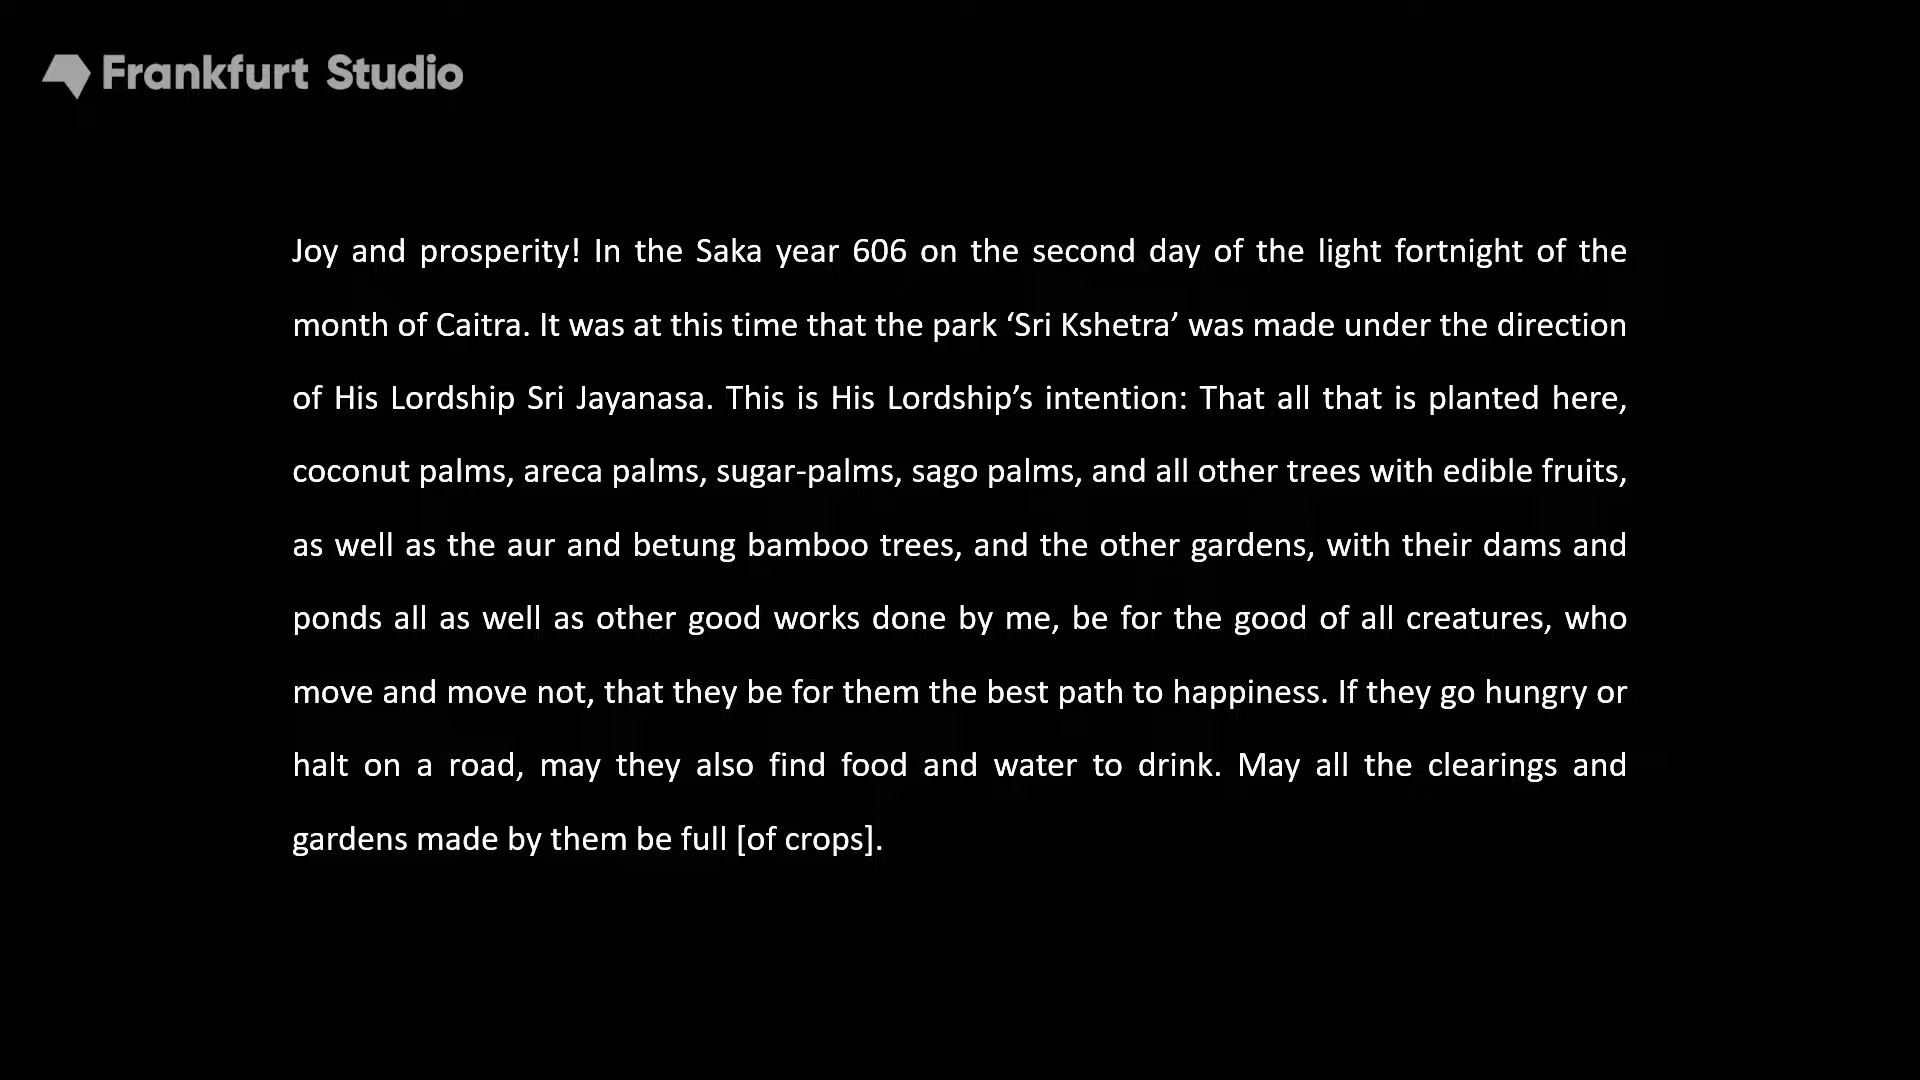 Frankfurt Studio
Joy and prosperity! In the Saka year 606 on the second day of the light fortnight of the
month of Caitra. It was at this time that the park ‘Sri Kshetra’ was made under the direction
of His Lordship Sri Jayanasa. This is His Lordship’s intention: That all that is planted here,
coconut palms, areca palms, sugar-palms, sago palms, and all other trees with edible fruits,
as well as the aur and betung bamboo trees, and the other gardens, with their dams and
ponds all as well as other good works done by me, be for the good of all creatures, who
move and move not, that they be for them the best path to happiness. If they go hungry or
halt on a road, may they also find food and water to drink. May all the clearings and
gardens made by them be full [of crops].